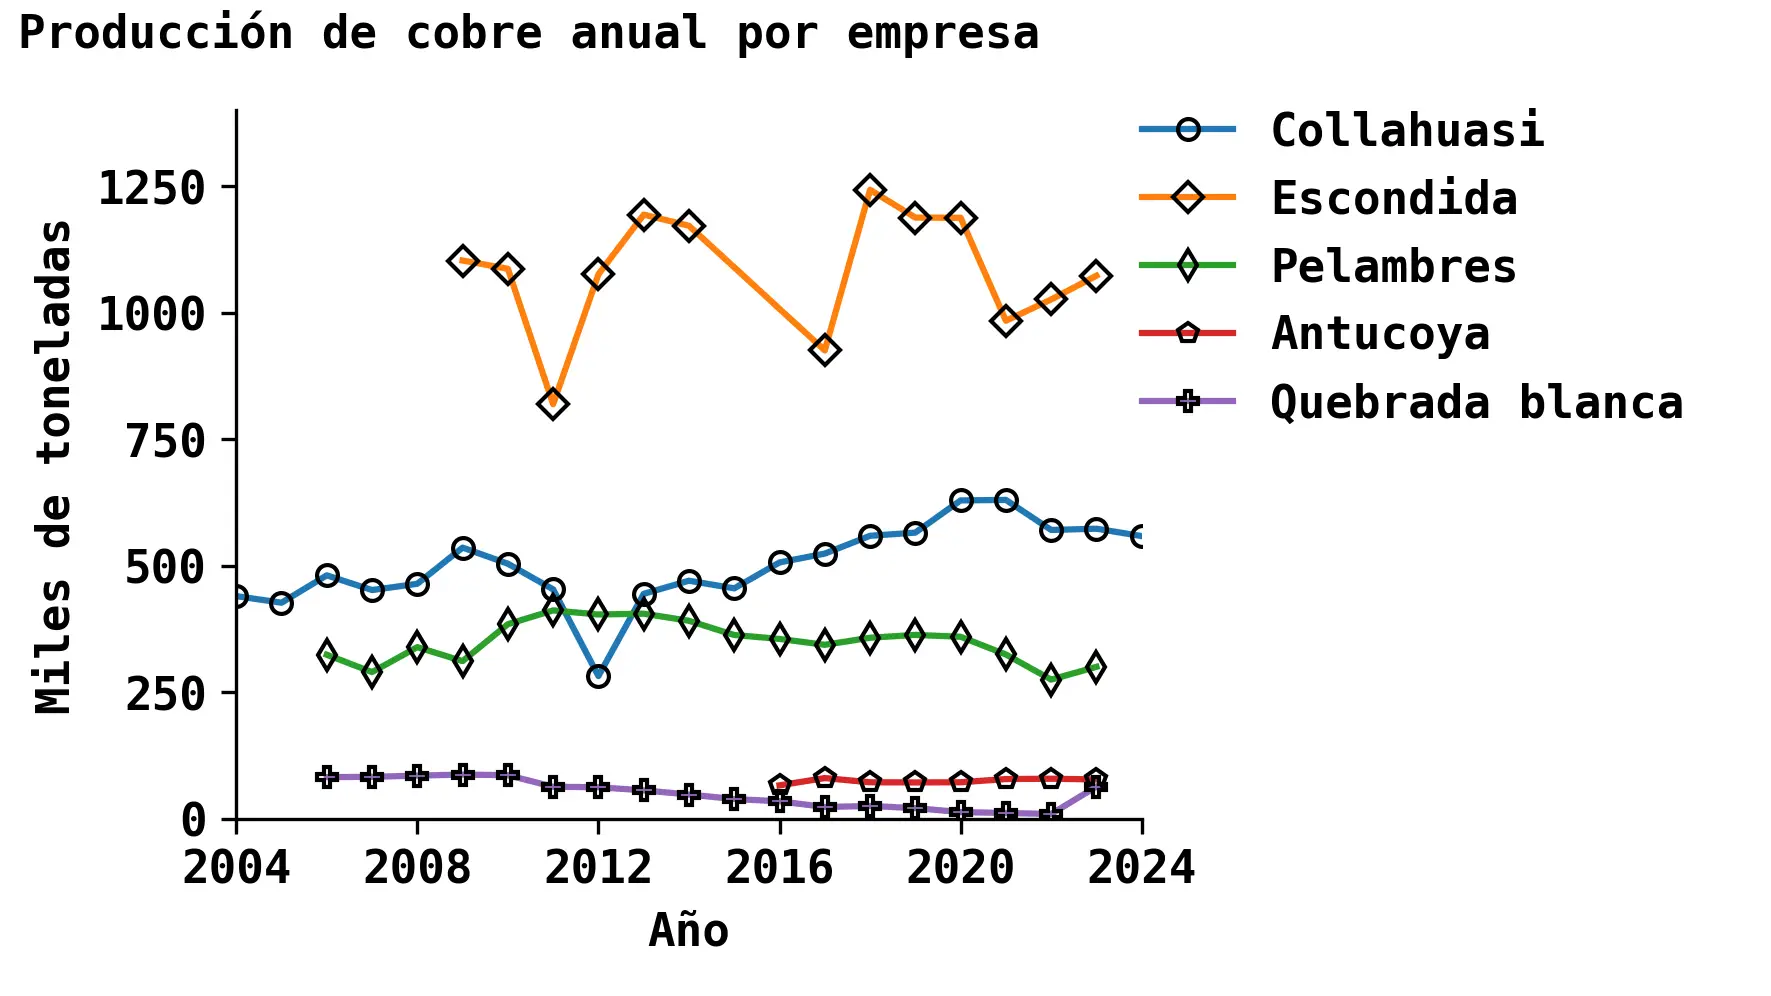 Producción de cobre anual por empresa
Collahuasi
Escondida
Pelambres
Antucoya
Quebrada blanca
Miles de toneladas
1250
1000
750
500
250
0
2004 2008 2012 2016 2020 2024
Año